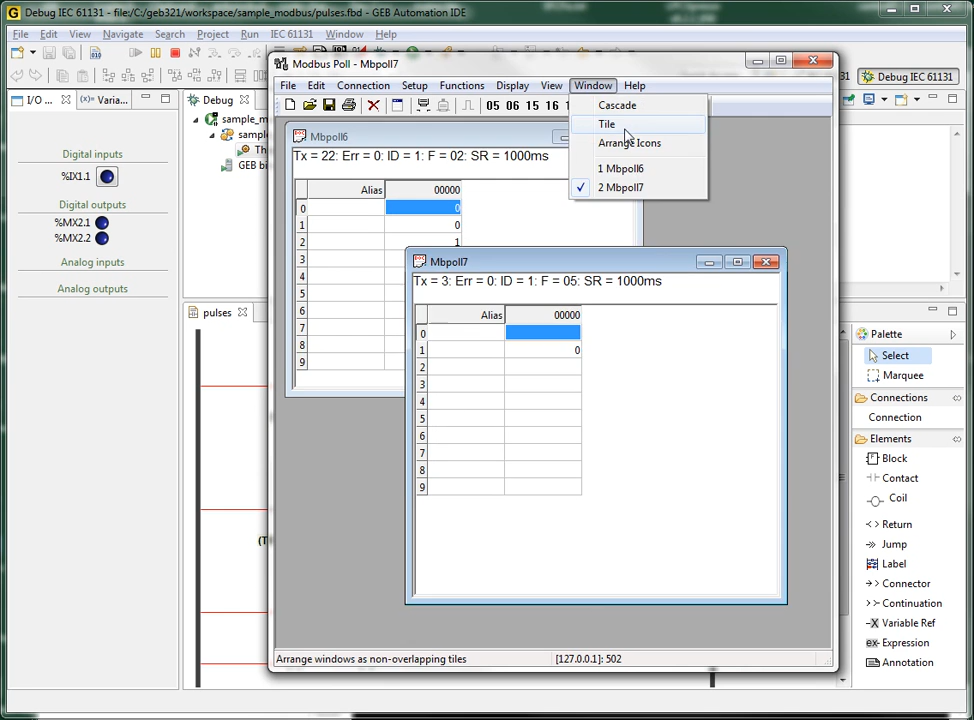 Debug IEC 61131 - file:/C:/geb321/workspace/sample_modbus/pulses.fbd - GEB Automation IDE
File Edit View Navigate Search Project Run IEC 61131 Window Help
Debug IEC 61131
I/O ... Varia...
Debug
sample_m
sample
Th
GEB bi
Digital inputs
%IX1.1
Digital outputs
%MX2.1
%MX2.2
Analog inputs
Analog outputs
pulses
(T
Modbus Poll - Mbpoll7
File Edit Connection Setup Functions Display View Window Help
05 06 15 16
Cascade
Tile
Arrange Icons
1 Mbpoll6
2 Mbpoll7
Mbpoll6
Tx = 22: Err = 0: ID = 1: F = 02: SR = 1000ms
Alias 00000
0 0
1 0
2 1
3
4
5
6
7
8
9
Mbpoll7
Tx = 3: Err = 0: ID = 1: F = 05: SR = 1000ms
Alias 00000
0
1 0
2
3
4
5
6
7
8
9
Arrange windows as non-overlapping tiles [127.0.0.1]: 502
Palette
Select
Marquee
Connections
Connection
Elements
Block
Contact
Coil
Return
Jump
Label
Connector
Continuation
Variable Ref
Expression
Annotation